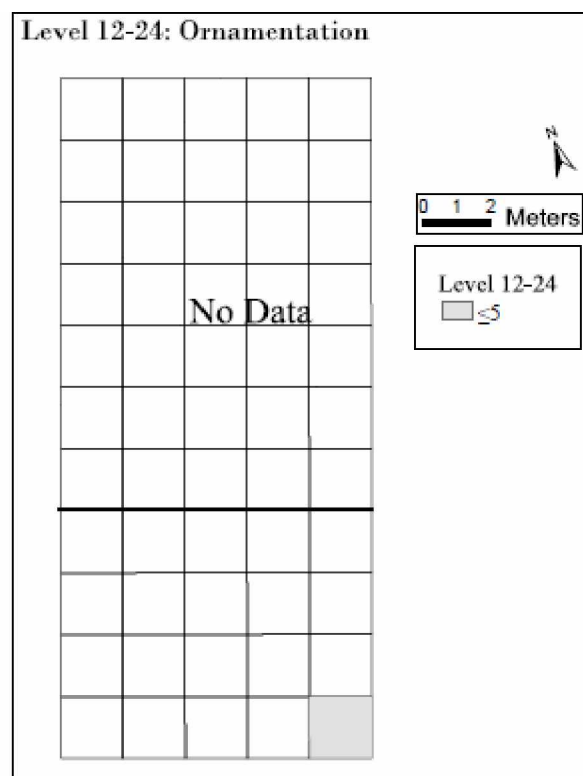 Level 12-24: Ornamentation
N
0 1 2 Meters
No Data
Level 12-24
≤5